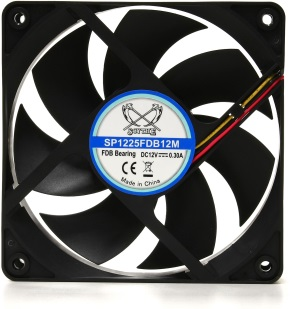 SCYTHE
SP1225FDB12M
FDB Bearing DC12V⎓0.30A
CE
Made in China